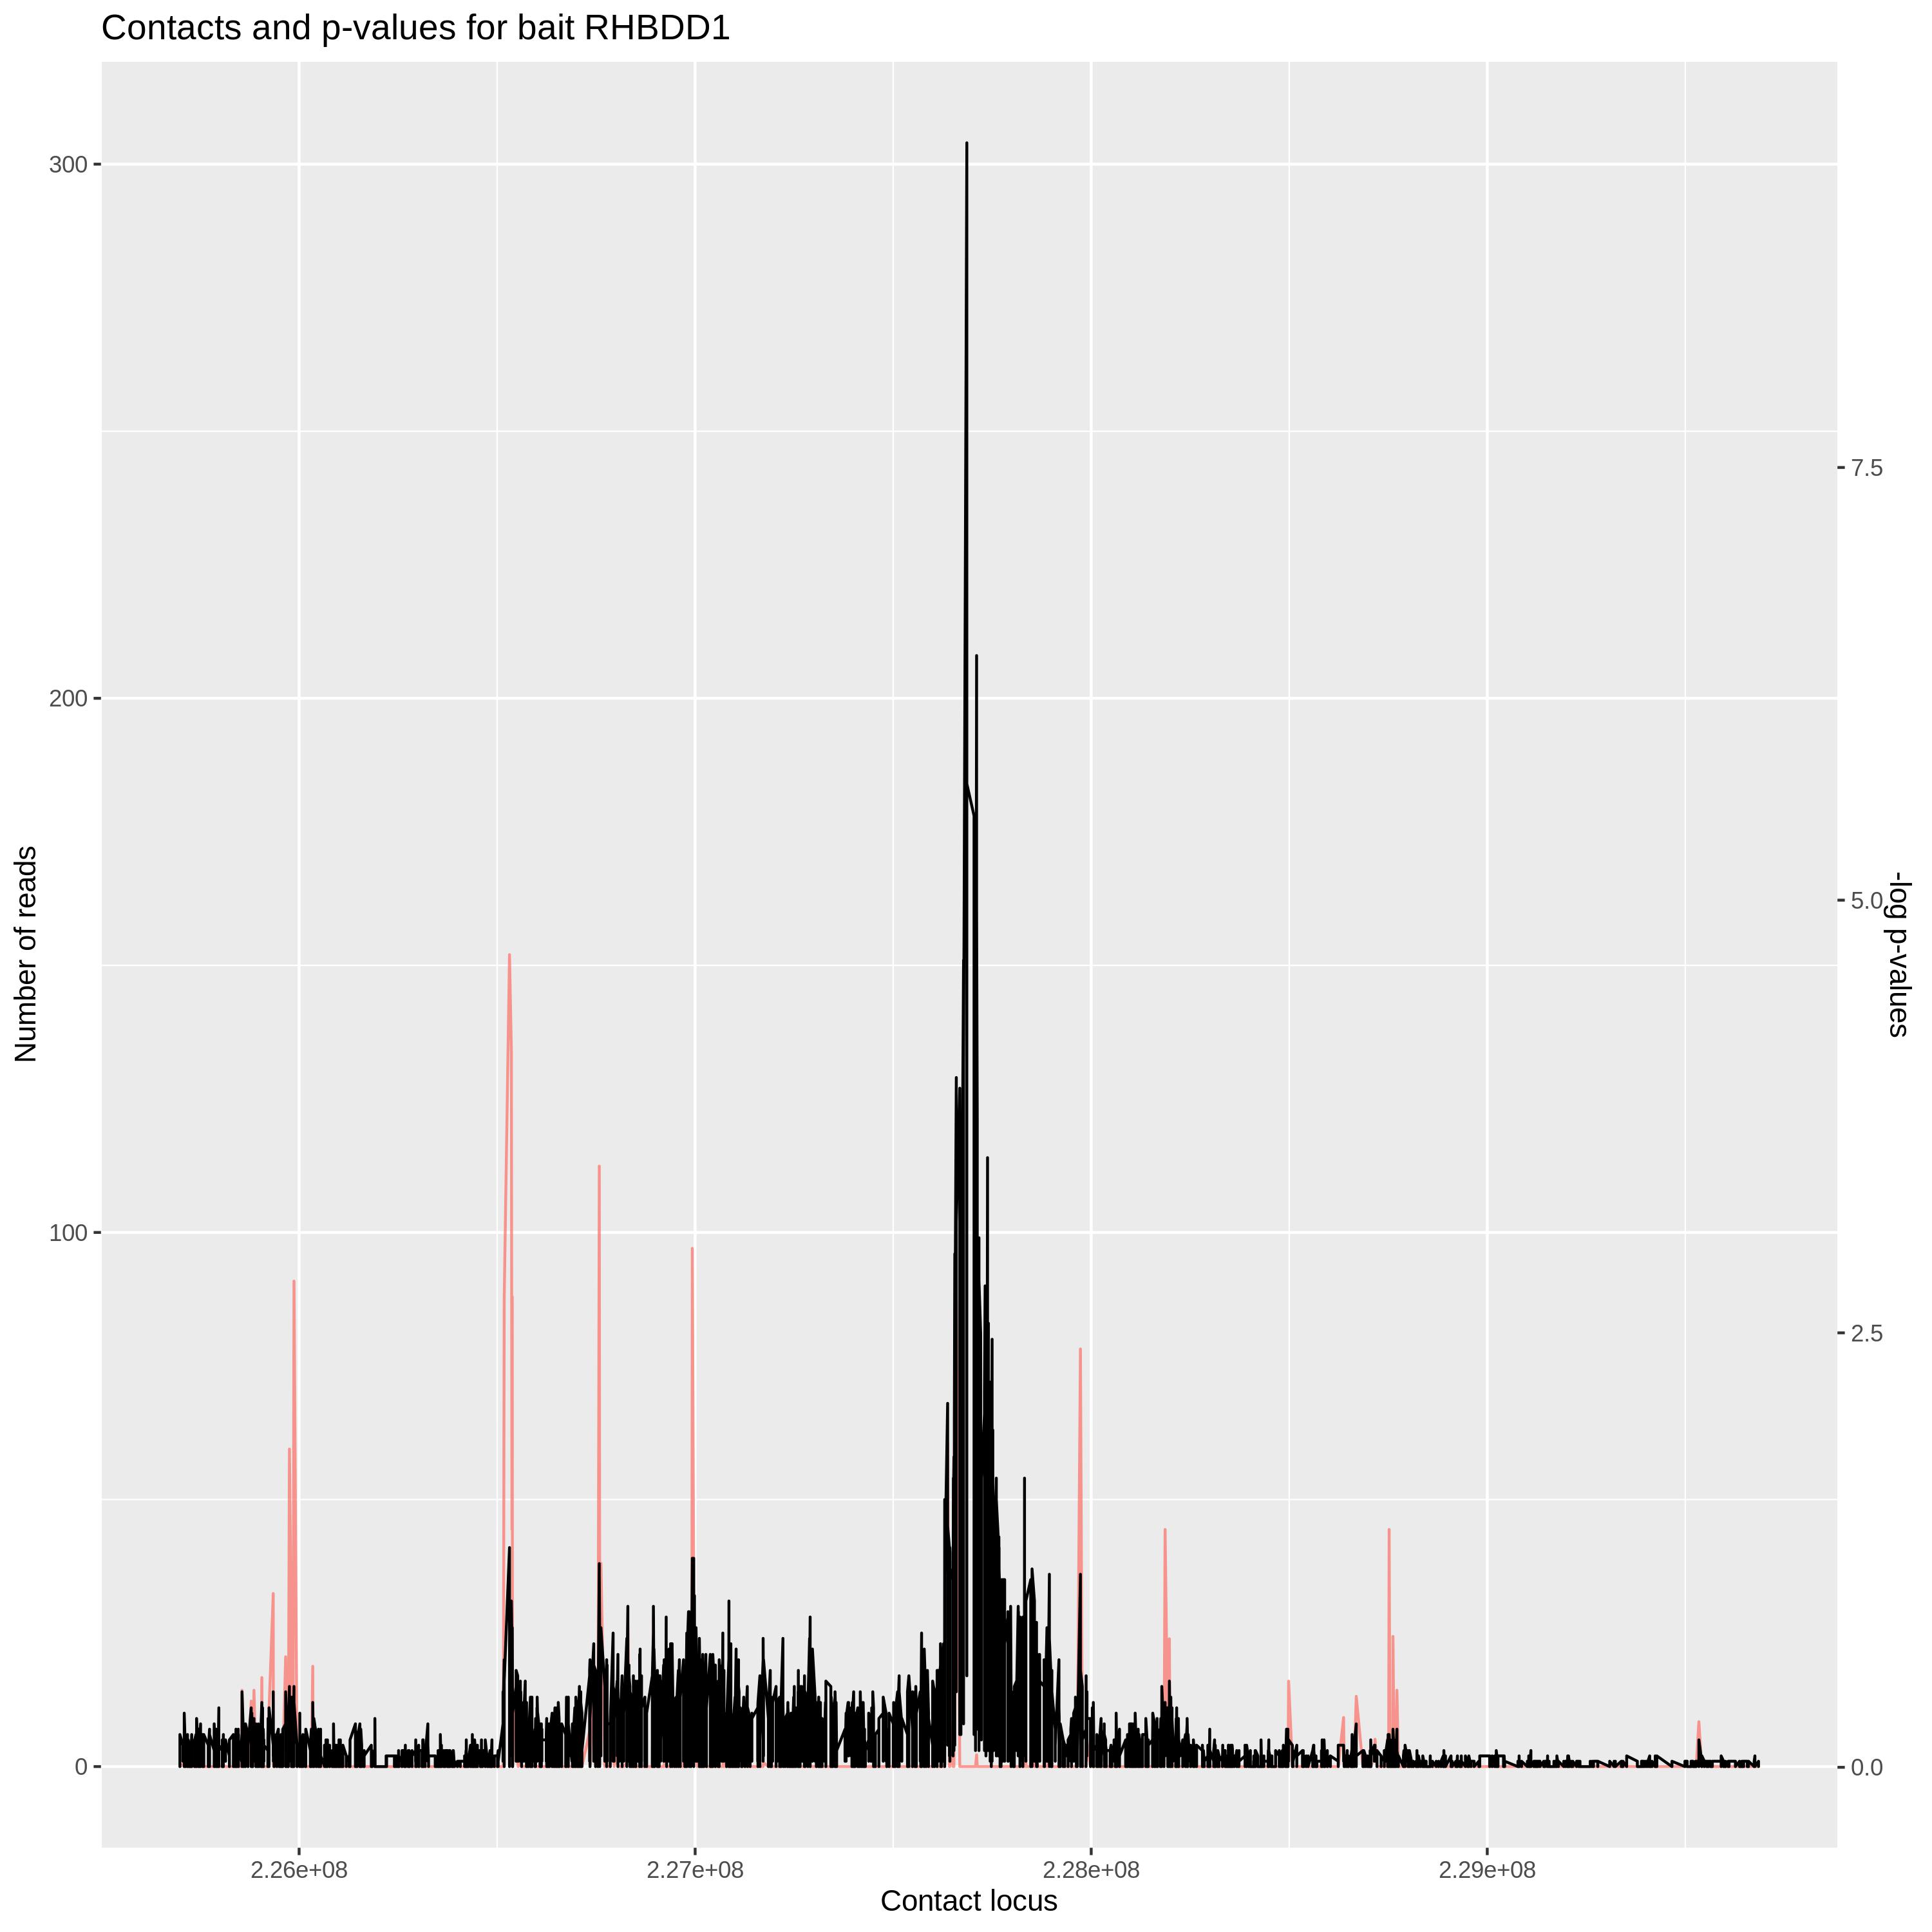 Contacts and p-values for bait RHBDD1
300
200
100
0
Number of reads
7.5
5.0
2.5
0.0
-log p-values
2.26e+08
2.27e+08
2.28e+08
2.29e+08
Contact locus